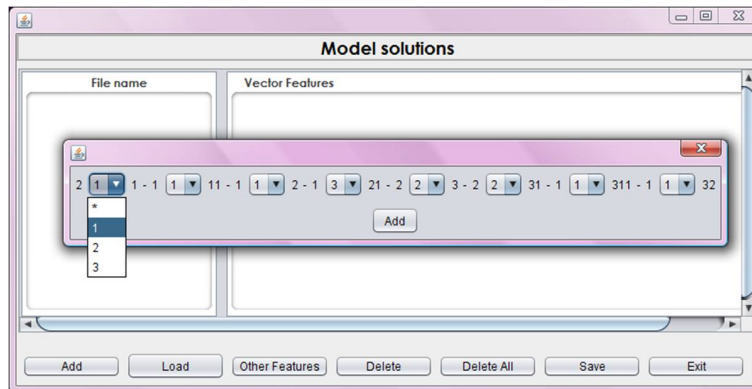 Model solutions
File name Vector Features
2 1 1 - 1 1 11 - 1 1 2 - 1 3 21 - 2 2 3 - 2 2 31 - 1 1 311 - 1 1 32
*
1
2
3
Add
Add Load Other Features Delete Delete All Save Exit